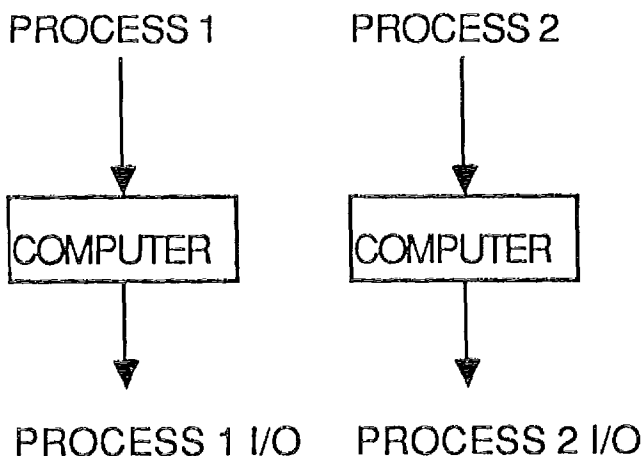 PROCESS 1 PROCESS 2
COMPUTER COMPUTER
PROCESS 1 I/O PROCESS 2 I/O